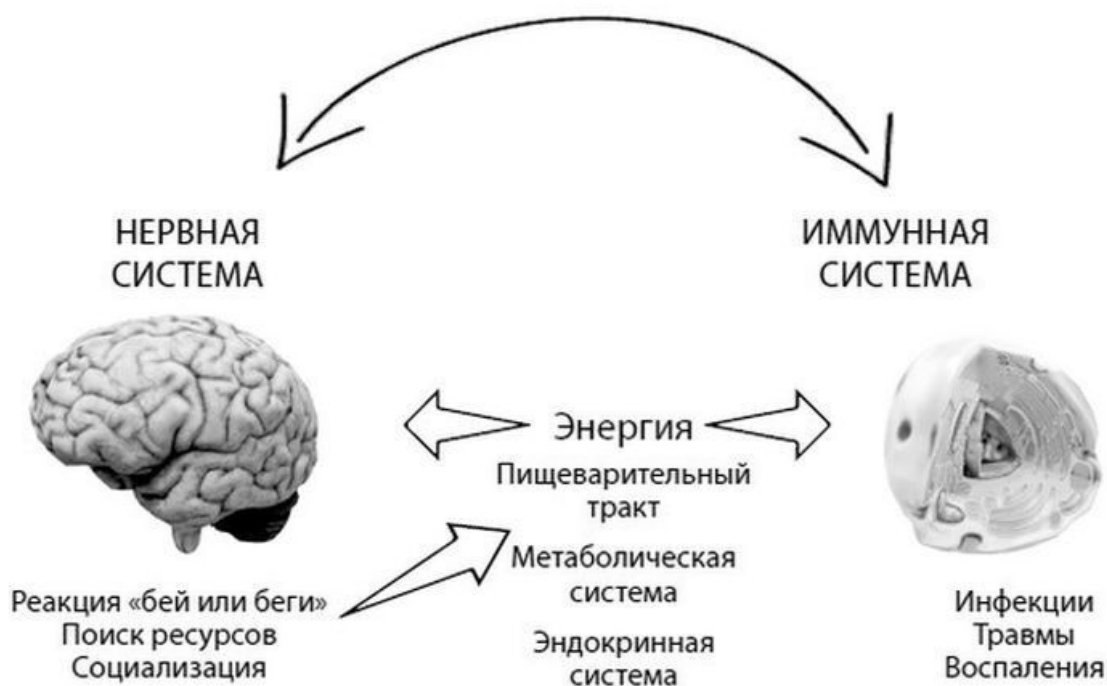 НЕРВНАЯ
СИСТЕМА
ИММУННАЯ
СИСТЕМА
Энергия
Пищеварительный
тракт
Метаболическая
система
Эндокринная
система
Реакция «бей или беги»
Поиск ресурсов
Социализация
Инфекции
Травмы
Воспаления